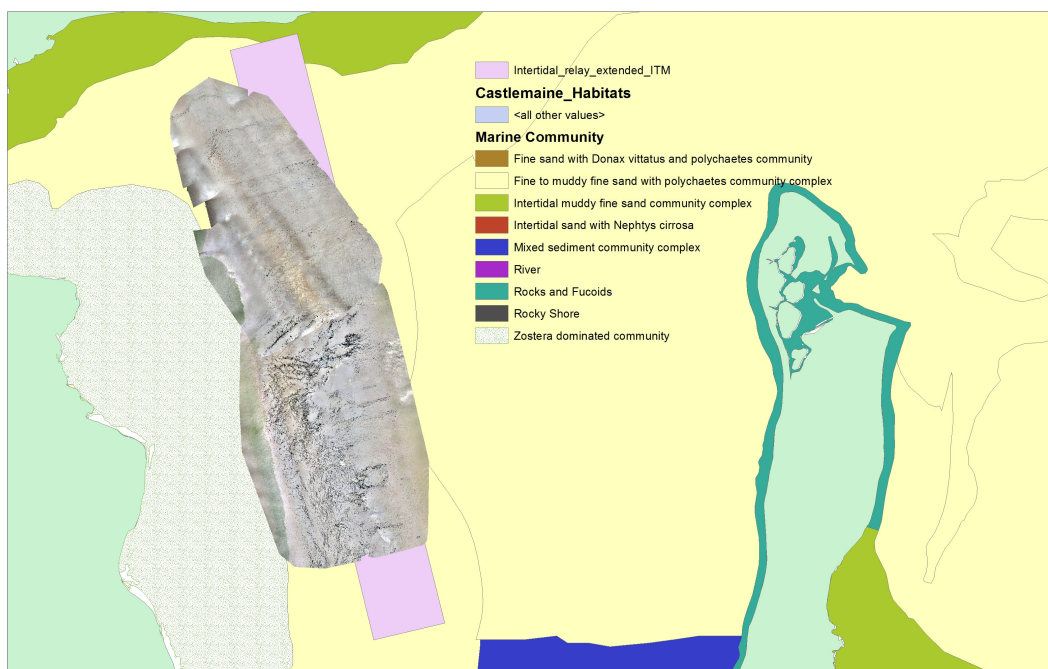 Intertidal_relay_extended_ITM
Castlemaine_Habitats
<all other values>
Marine Community
Fine sand with Donax vittatus and polychaetes community
Fine to muddy fine sand with polychaetes community complex
Intertidal muddy fine sand community complex
Intertidal sand with Nephtys cirrosa
Mixed sediment community complex
River
Rocks and Fucoids
Rocky Shore
Zostera dominated community